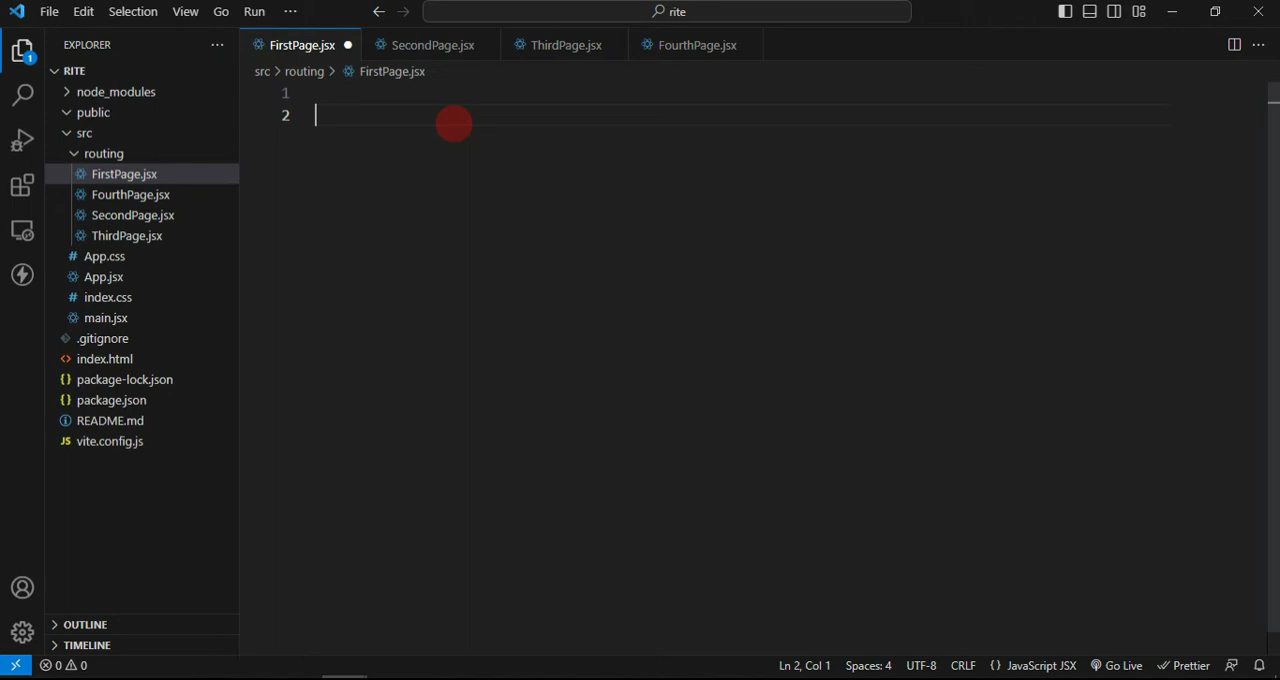 File Edit Selection View Go Run ··· rite
EXPLORER ···
FirstPage.jsx SecondPage.jsx ThirdPage.jsx FourthPage.jsx ···
RITE
src > routing > FirstPage.jsx
node_modules
public
src
routing
FirstPage.jsx
FourthPage.jsx
SecondPage.jsx
ThirdPage.jsx
# App.css
App.jsx
# index.css
main.jsx
.gitignore
<> index.html
{} package-lock.json
{} package.json
README.md
JS vite.config.js
1
1
2
OUTLINE
TIMELINE
0 0 Ln 2, Col 1 Spaces: 4 UTF-8 CRLF {} JavaScript JSX Go Live Prettier